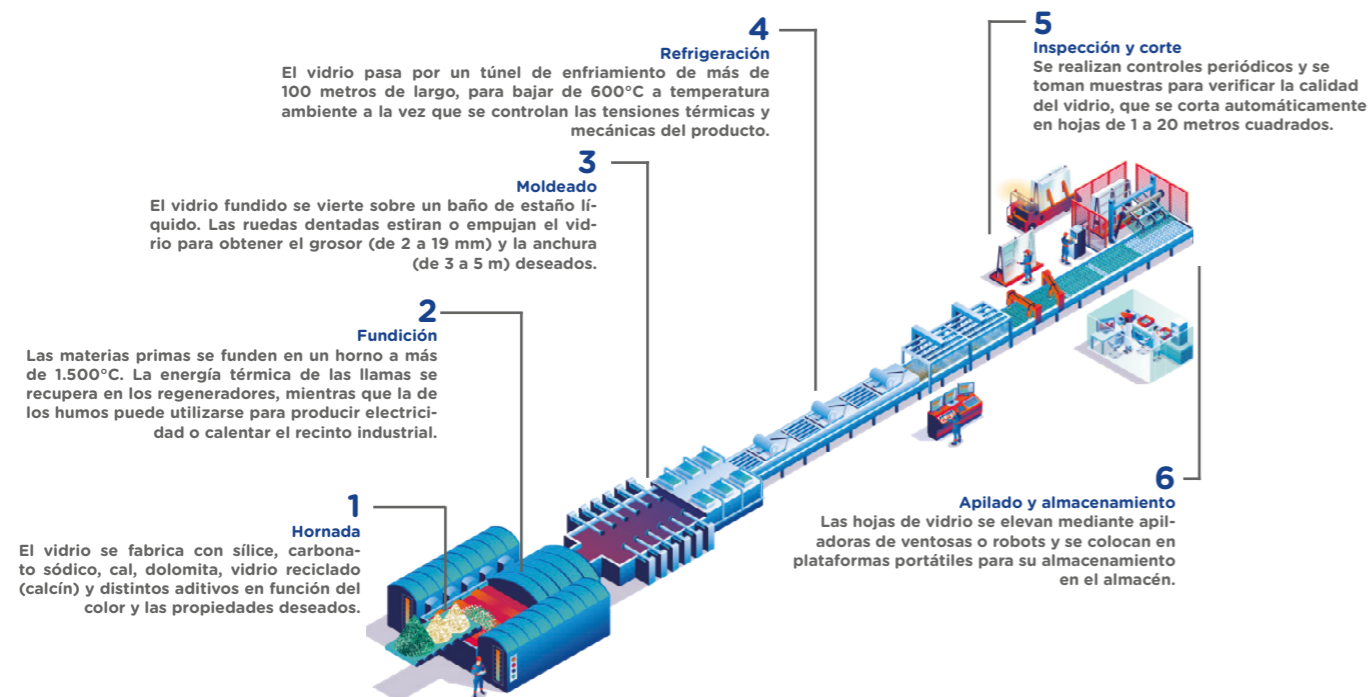 4
Refrigeración
El vidrio pasa por un túnel de enfriamiento de más de
100 metros de largo, para bajar de 600°C a temperatura
ambiente a la vez que se controlan las tensiones térmicas y
mecánicas del producto.
5
Inspección y corte
Se realizan controles periódicos y se
toman muestras para verificar la calidad
del vidrio, que se corta automáticamente
en hojas de 1 a 20 metros cuadrados.
3
Moldeado
El vidrio fundido se vierte sobre un baño de estaño lí-
quido. Las ruedas dentadas estiran o empujan el vid-
rio para obtener el grosor (de 2 a 19 mm) y la anchura
(de 3 a 5 m) deseados.
2
Fundición
Las materias primas se funden en un horno a más
de 1.500°C. La energía térmica de las llamas se
recupera en los regeneradores, mientras que la de
los humos puede utilizarse para producir electrici-
dad o calentar el recinto industrial.
1
Hornada
El vidrio se fabrica con sílice, carbona-
to sódico, cal, dolomita, vidrio reciclado
(calcín) y distintos aditivos en función del
color y las propiedades deseados.
6
Apilado y almacenamiento
Las hojas de vidrio se elevan mediante apil-
adoras de ventosas o robots y se colocan en
plataformas portátiles para su almacenamiento
en el almacén.